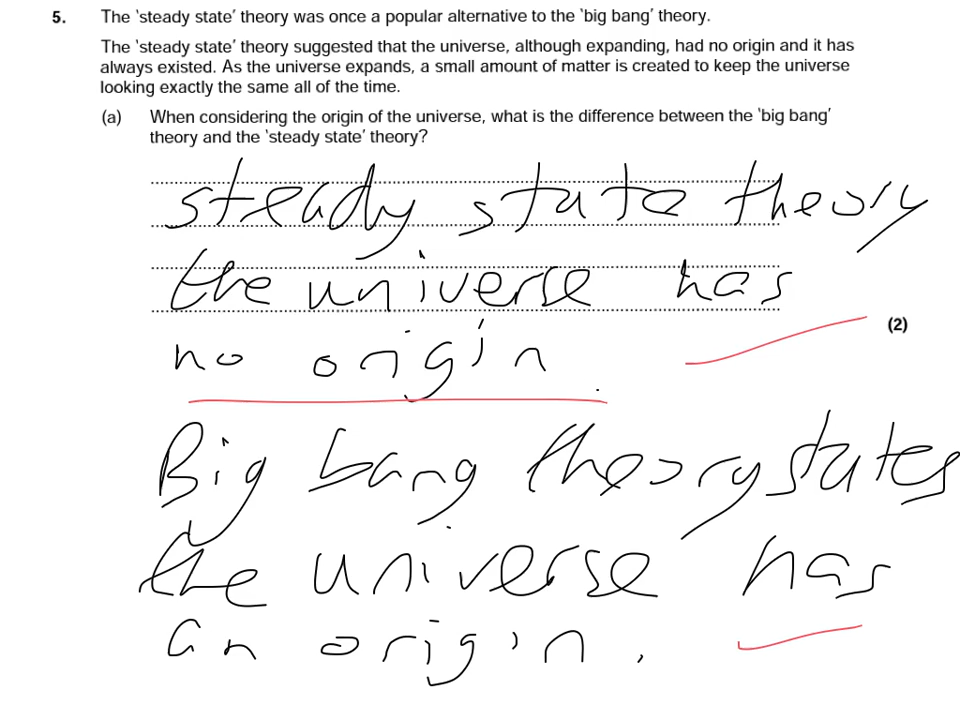 5. The 'steady state' theory was once a popular alternative to the 'big bang' theory.
The 'steady state' theory suggested that the universe, although expanding, had no origin and it has
always existed. As the universe expands, a small amount of matter is created to keep the universe
looking exactly the same all of the time.
(a) When considering the origin of the universe, what is the difference between the 'big bang'
theory and the 'steady state' theory?
steady state theory
the universe has
(2)
no origin.
Big bang theory states
the universe has
an origin.